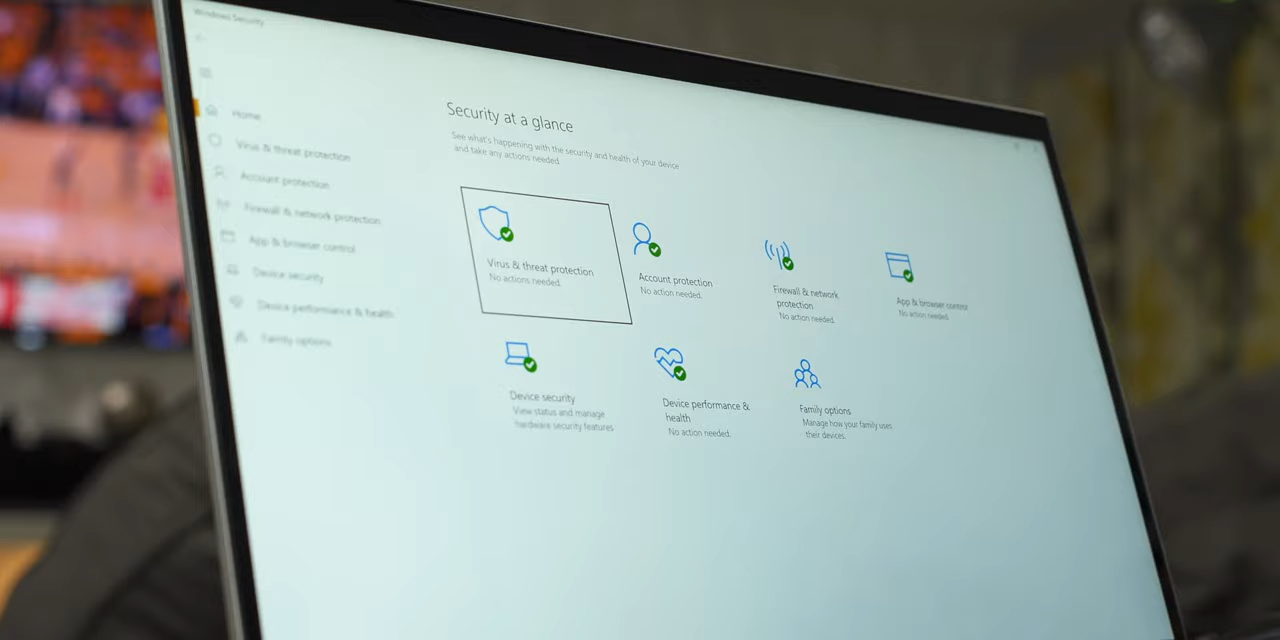 Windows Security
Home
Virus & threat protection
Account protection
Firewall & network protection
App & browser control
Device security
Device performance & health
Family options
Security at a glance
See what's happening with the security and health of your device
and take any actions needed.
Virus & threat protection
No actions needed.
Account protection
No action needed.
Firewall & network
protection
No action needed.
App & browser control
No action needed.
Device security
View status and manage
hardware security features
Device performance &
health
No action needed.
Family options
Manage how your family uses
their devices.